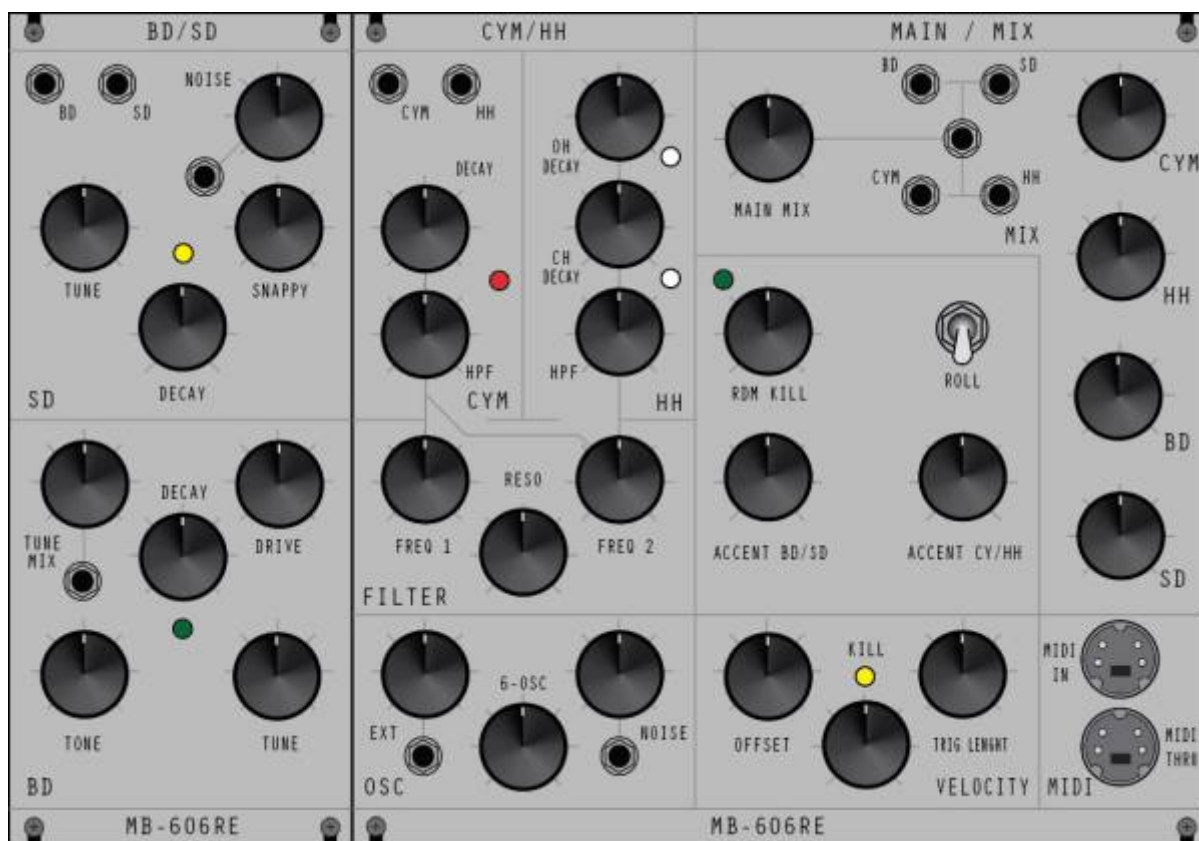 BD/SD
CYM/HH
MAIN / MIX
BD
SD
NOISE
TUNE
SNAPPY
DECAY
SD
TUNE
MIX
DECAY
DRIVE
TONE
TUNE
BD
MB-606RE
CYM
HH
DECAY
OH
DECAY
CH
DECAY
HPF
HPF
CYM
HH
FREQ 1
RESO
FREQ 2
FILTER
EXT
6-OSC
NOISE
OSC
BD
SD
MAIN MIX
CYM
HH
MIX
RDM KILL
ROLL
ACCENT BD/SD
ACCENT CY/HH
CYM
HH
BD
SD
OFFSET
KILL
TRIG LENGHT
VELOCITY
MIDI
IN
MIDI
THRU
MIDI
MB-606RE